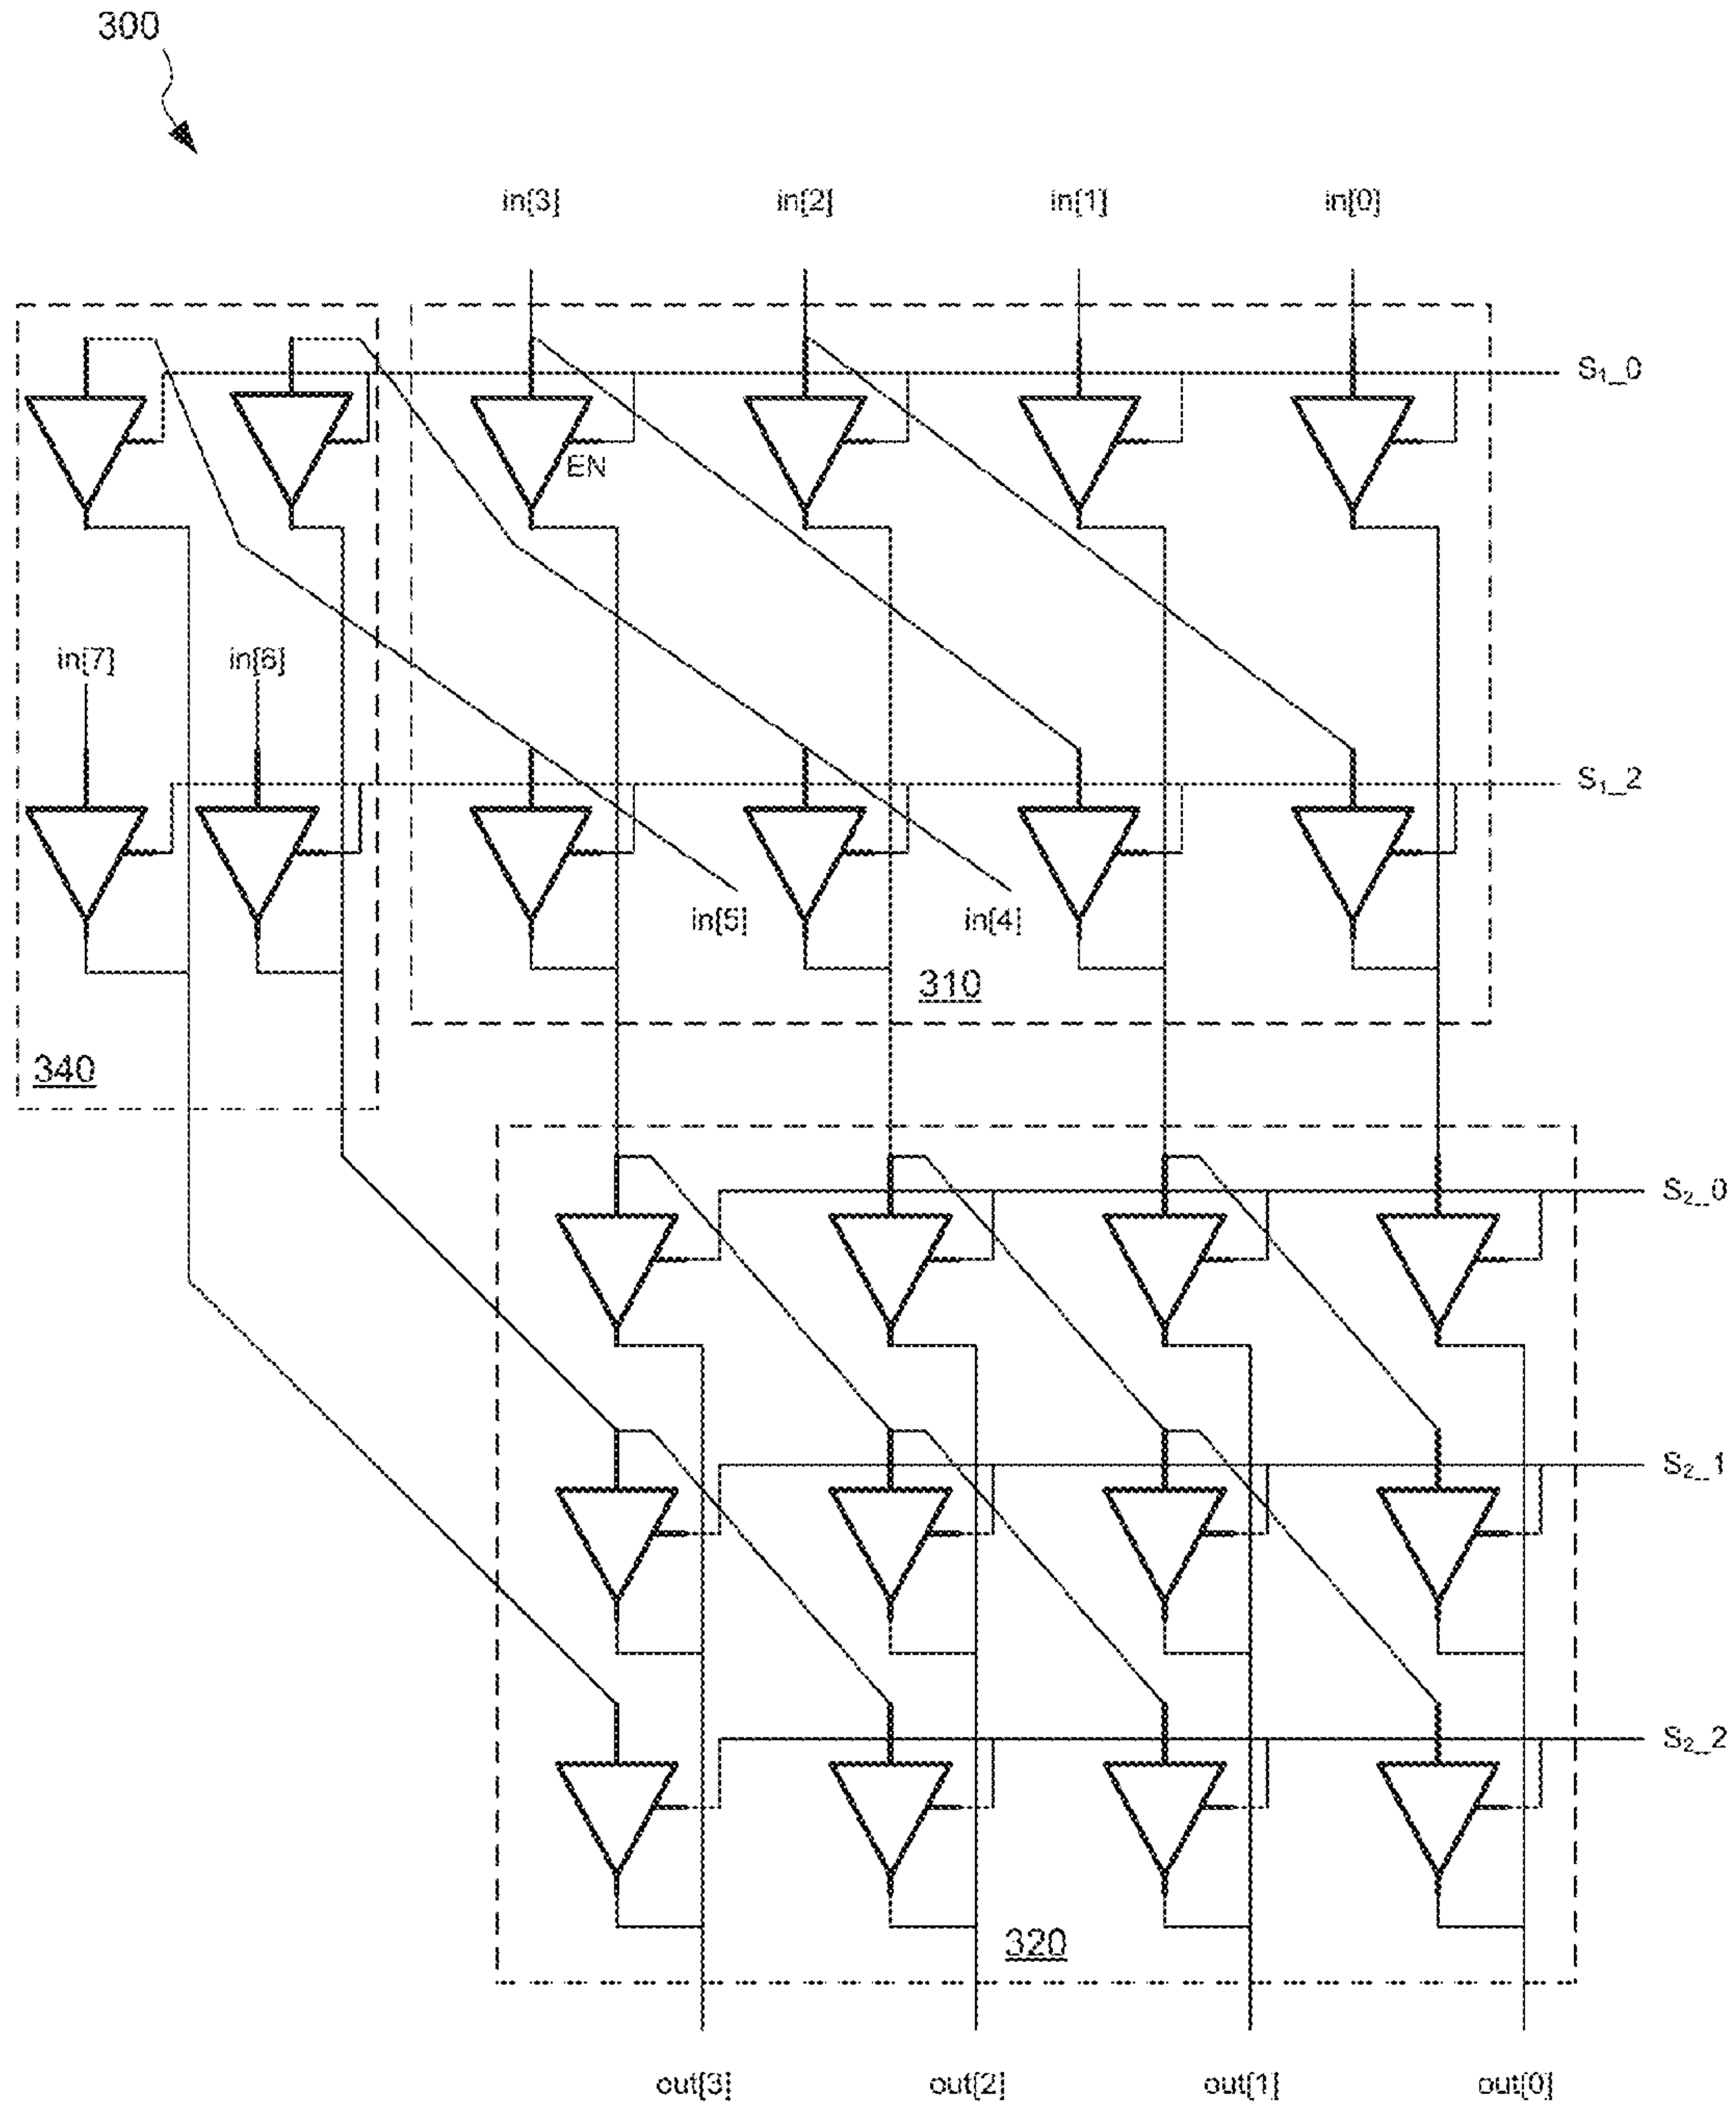 300
in[3] in[2] in[1] in[0]
S₁_0
EN
in[7] in[6]
S₁_2
in[5] in[4]
310
340
S₂_0
S₂_1
S₂_2
320
out[3] out[2] out[1] out[0]